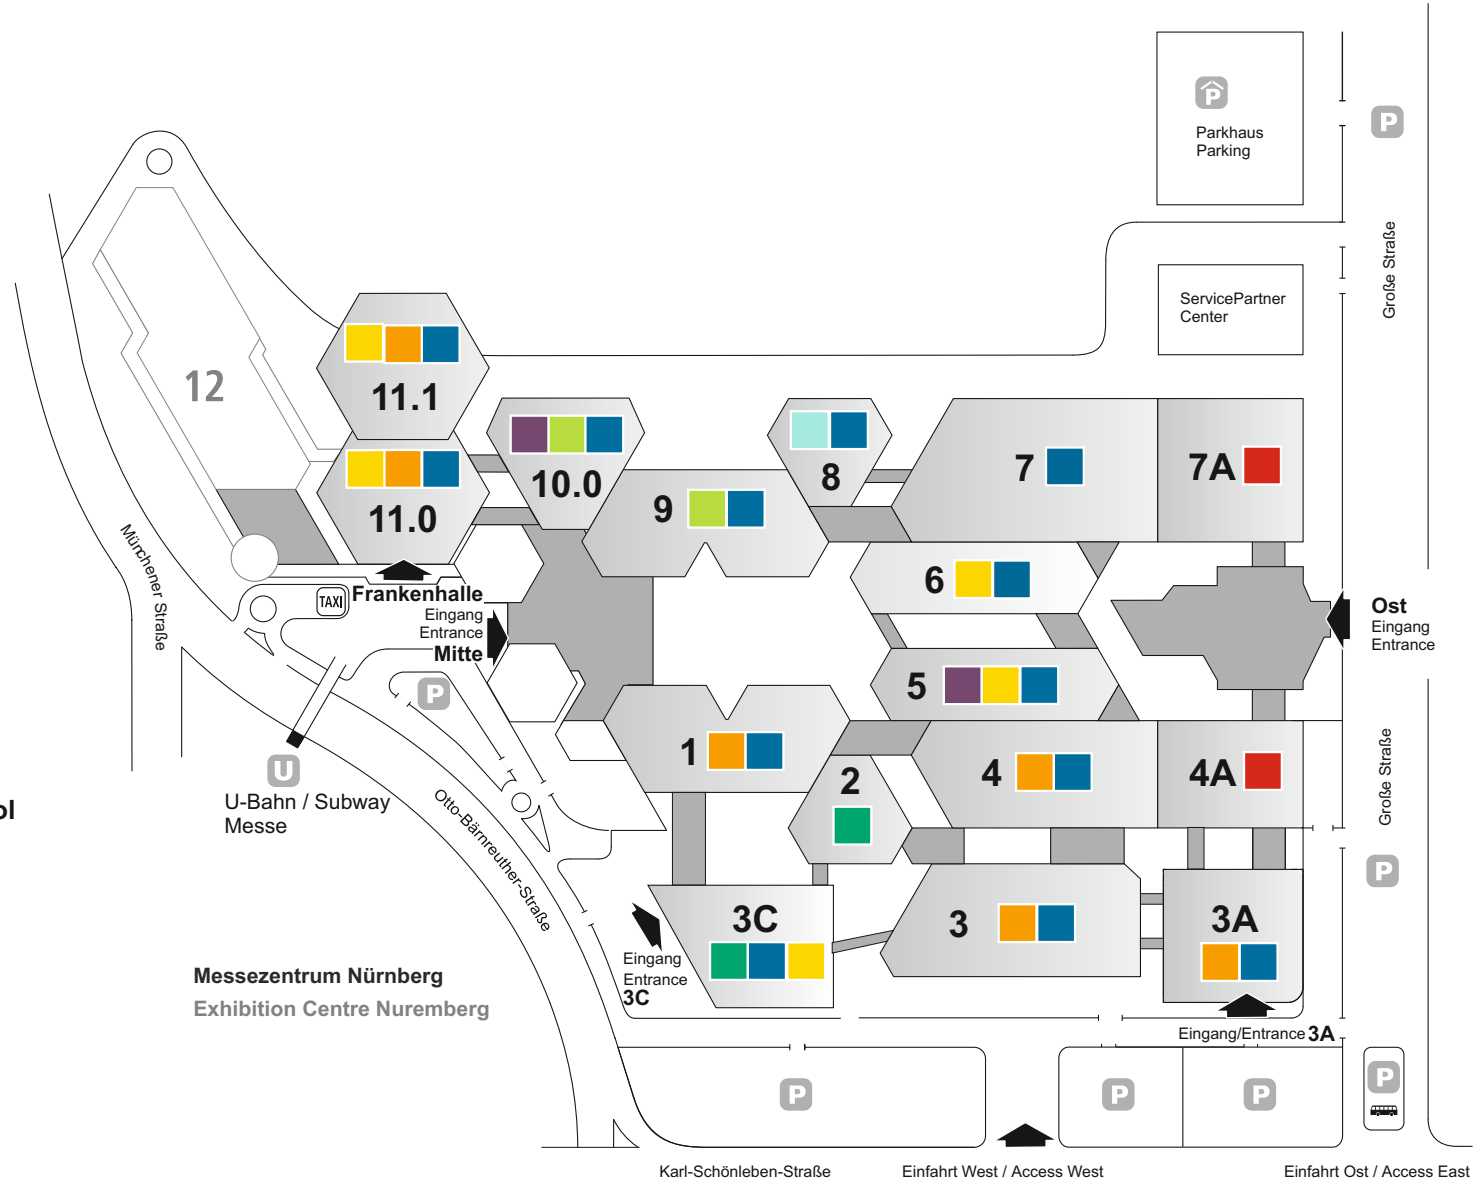 P
Parkhaus
Parking
P
Große Straße
ServicePartner
Center
12
11.1
11.0
10.0
9
8
7
7A
6
5
Münchener Straße
TAXI
Frankenhalle
Eingang
Entrance
Mitte
Ost
Eingang
Entrance
P
U
U-Bahn / Subway
Messe
ol
1
2
4
4A
Große Straße
Otto-Bärnreuther-Straße
P
3C
3
3A
Eingang
Entrance
3C
Messezentrum Nürnberg
Exhibition Centre Nuremberg
Eingang/Entrance 3A
P
P
P
P
Karl-Schönleben-Straße
Einfahrt West / Access West
Einfahrt Ost / Access East